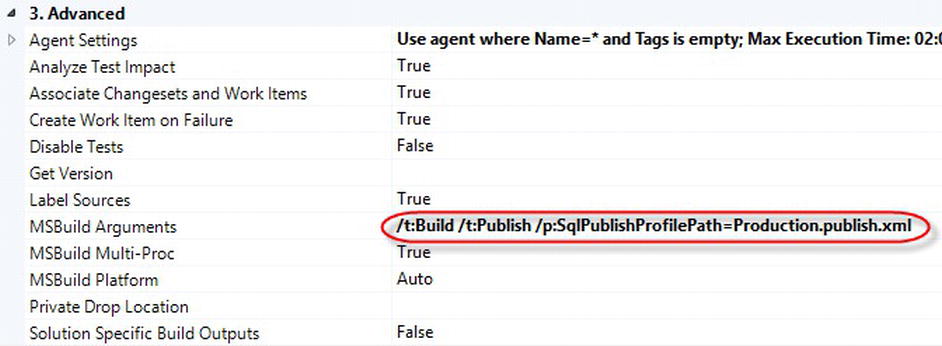 3. Advanced
Agent Settings Use agent where Name=* and Tags is empty; Max Execution Time: 02:0
Analyze Test Impact True
Associate Changesets and Work Items True
Create Work Item on Failure True
Disable Tests False
Get Version
Label Sources True
MSBuild Arguments /t:Build /t:Publish /p:SqlPublishProfilePath=Production.publish.xml
MSBuild Multi-Proc True
MSBuild Platform Auto
Private Drop Location
Solution Specific Build Outputs False